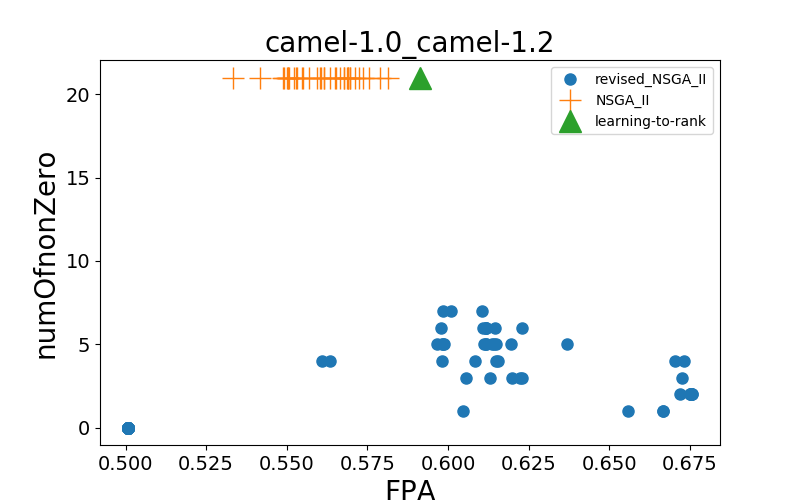 camel-1.0_camel-1.2
revised_NSGA_II
NSGA_II
learning-to-rank
numOfnonZero
20
15
10
5
0
0.500 0.525 0.550 0.575 0.600 0.625 0.650 0.675
FPA